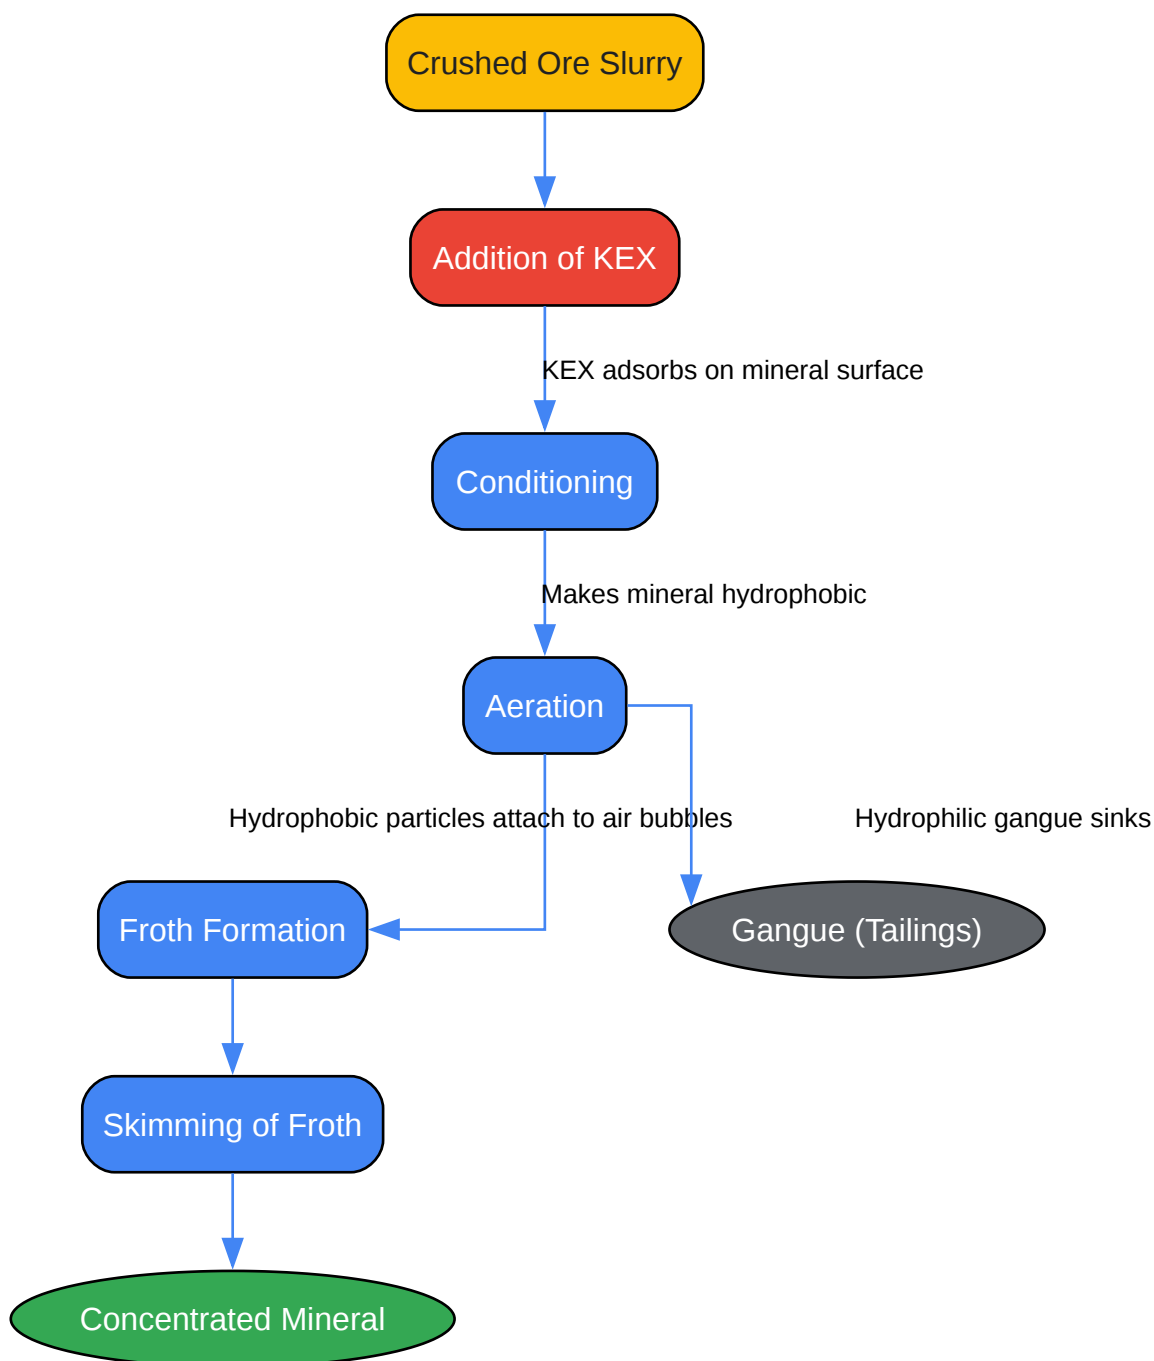 Crushed Ore Slurry
Addition of KEX
KEX adsorbs on mineral surface
Conditioning
Makes mineral hydrophobic
Aeration
Hydrophobic particles attach to air bubbles
Hydrophilic gangue sinks
Froth Formation
Gangue (Tailings)
Skimming of Froth
Concentrated Mineral